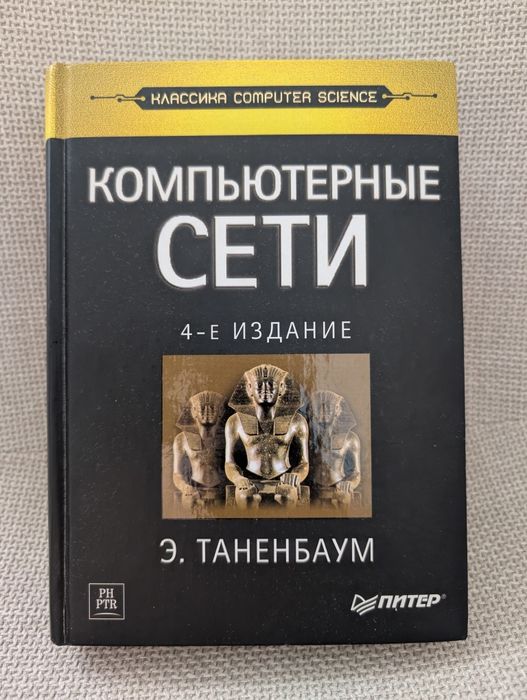 КЛАССИКА COMPUTER SCIENCE
КОМПЬЮТЕРНЫЕ
СЕТИ
4-Е ИЗДАНИЕ
Э. ТАНЕНБАУМ
PH
PTR
ПИТЕР